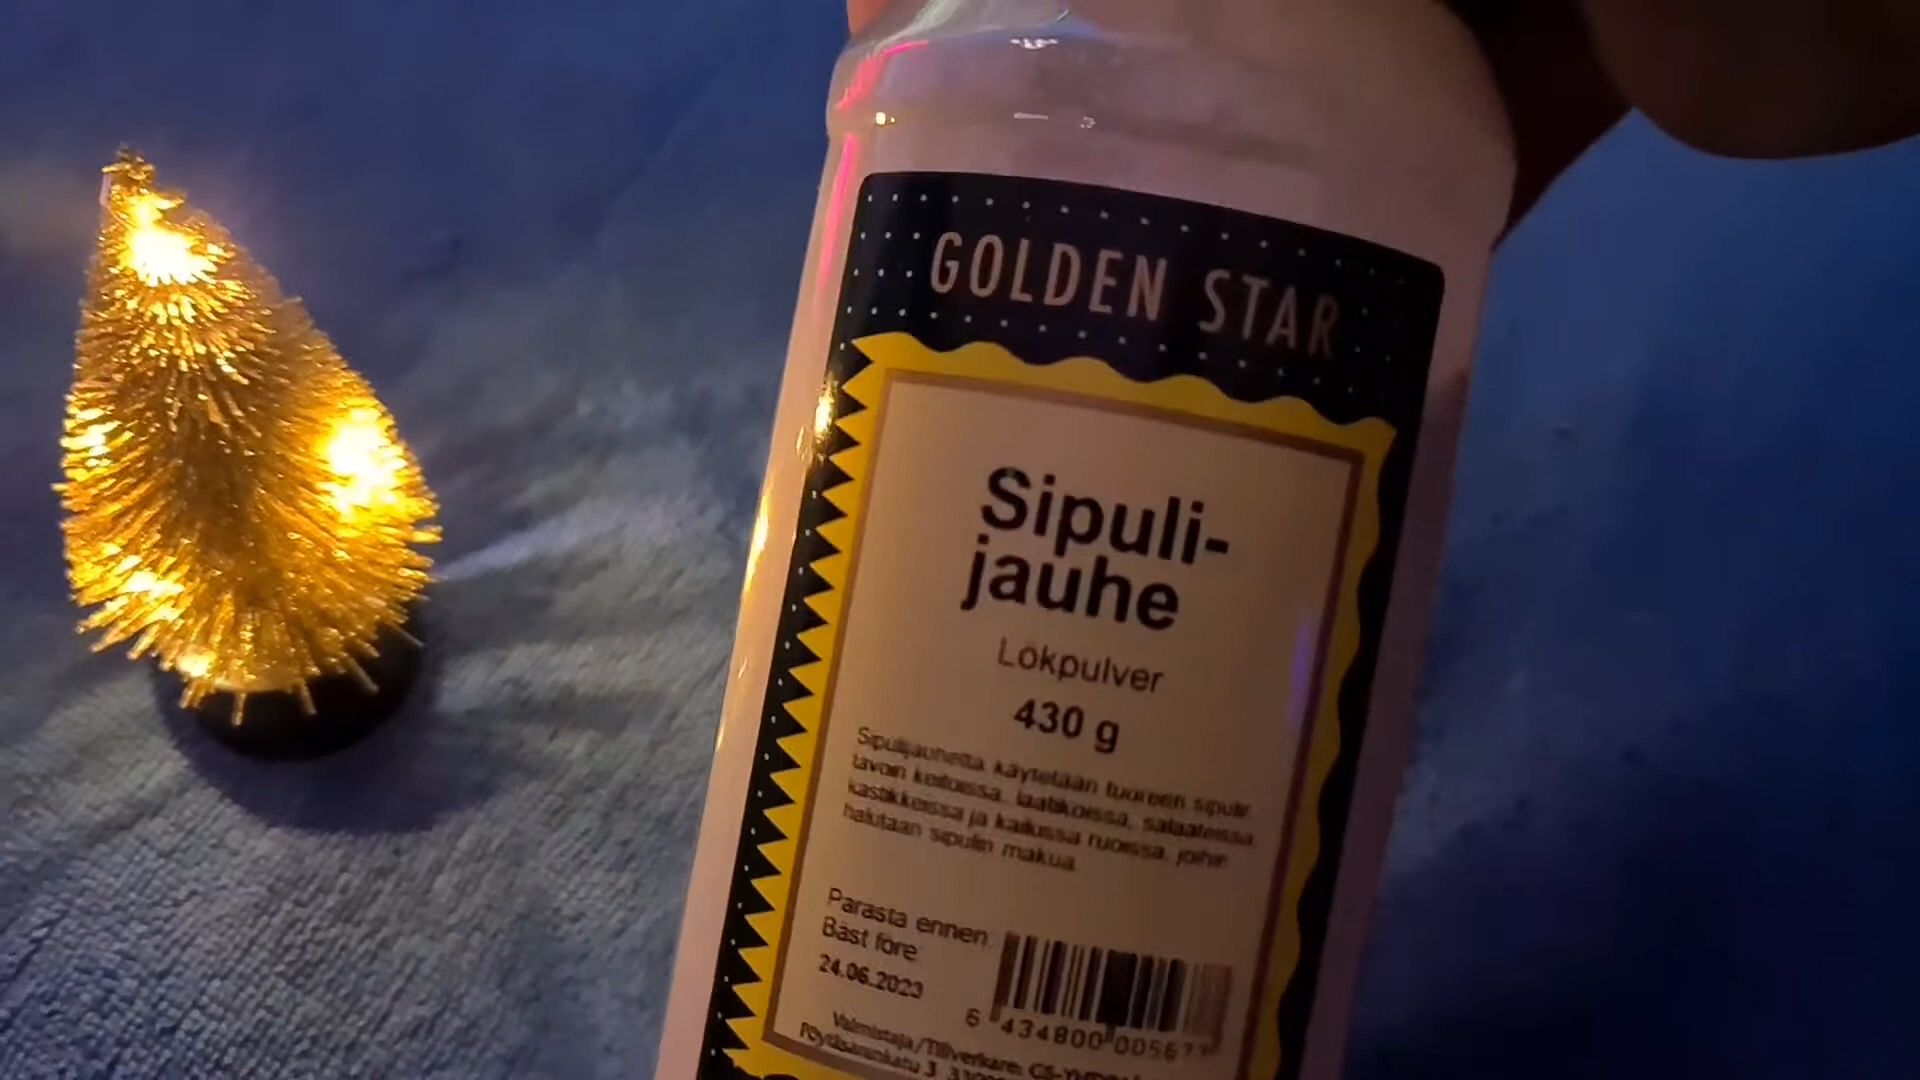 GOLDEN STAR
Sipuli-
jauhe
Lökpulver
430 g
Sipulijauhetta käytetään tuoreen sipulin
tavoin keitoissa, laatikoissa, salaateissa,
kastikkeissa ja kaikissa ruoissa, joihin
halutaan sipulin makua.
Parasta ennen
Bäst före
24.06.2023
6 434800 005677
Valmistaja/Tillverkare: